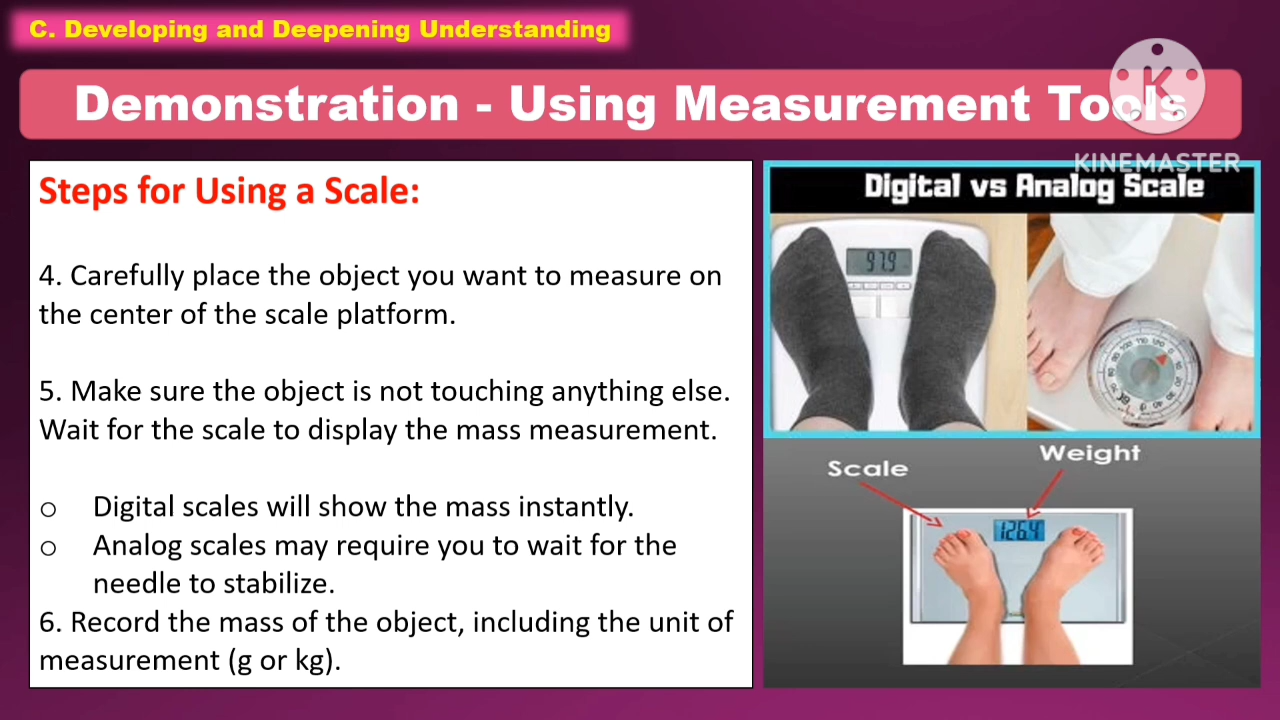 C. Developing and Deepening Understanding
Demonstration - Using Measurement Tools
KINEMASTER
Steps for Using a Scale:
4. Carefully place the object you want to measure on
the center of the scale platform.
5. Make sure the object is not touching anything else.
Wait for the scale to display the mass measurement.
o Digital scales will show the mass instantly.
o Analog scales may require you to wait for the
needle to stabilize.
6. Record the mass of the object, including the unit of
measurement (g or kg).
Digital vs Analog Scale
97.9
Scale
Weight
126.4